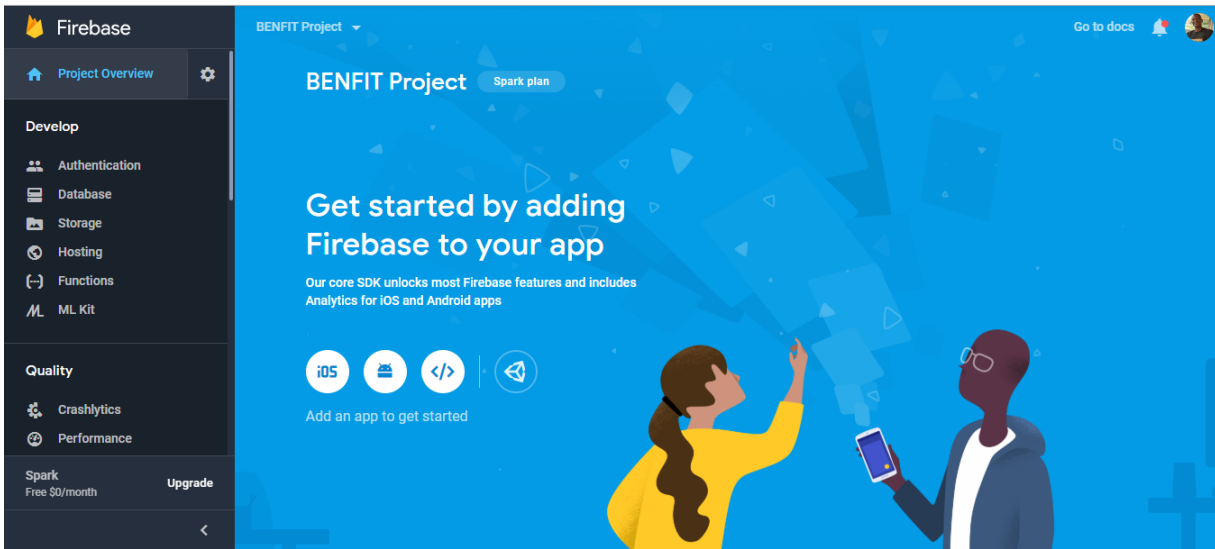 Firebase
Project Overview
Develop
Authentication
Database
Storage
Hosting
Functions
ML Kit
Quality
Crashlytics
Performance
Spark
Free $0/month
Upgrade
BENFIT Project
Go to docs
BENFIT Project
Spark plan
Get started by adding
Firebase to your app
Our core SDK unlocks most Firebase features and includes
Analytics for iOS and Android apps
iOS
Add an app to get started